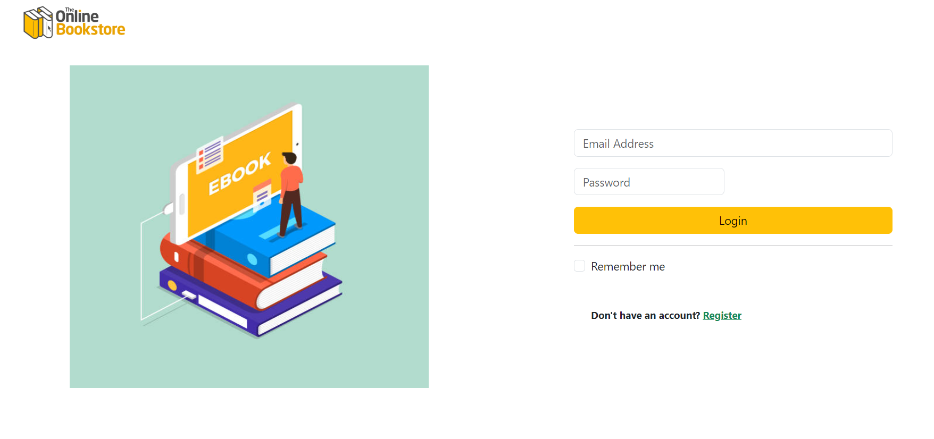 The
Online
Bookstore
EBOOK
Email Address
Password
Login
Remember me
Don't have an account? Register